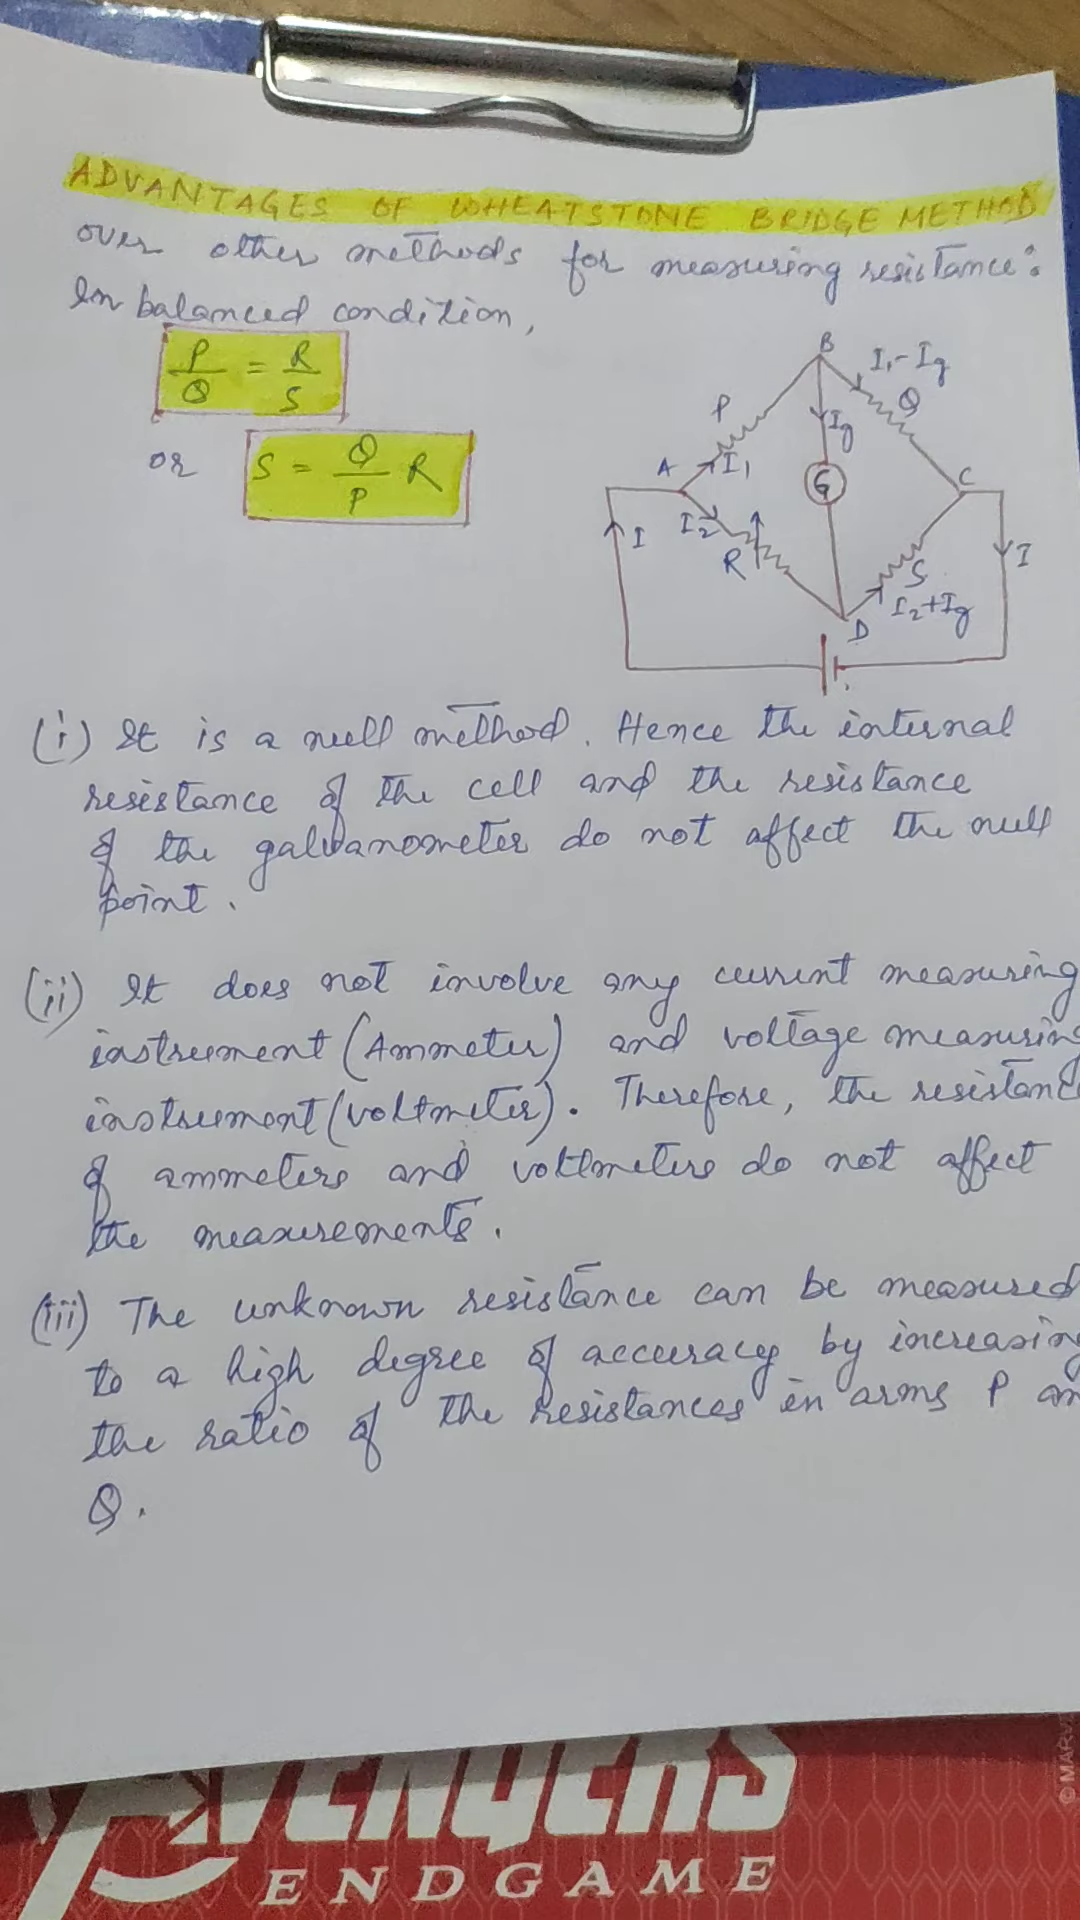 ADVANTAGES OF WHEATSTONE BRIDGE METHOD
over other methods for measuring resistance:
In balanced condition,
P/Q = R/S
or S = Q/P R
B
I₁-Ig
P
Q
Ig
A
I₁
G
C
I
I₂
R
S
I
I₂+Ig
D
(i) It is a null method. Hence the internal
resistance of the cell and the resistance
of the galvanometer do not affect the null
point.
(ii) It does not involve any current measuring
instrument (Ammeter) and voltage measuring
instrument (voltmeter). Therefore, the resistance
of ammeters and voltmeters do not affect
the measurements.
(iii) The unknown resistance can be measured
to a high degree of accuracy by increasing
the ratio of the resistances in arms P an
Q.
AVENGERS
ENDGAME
© MARV